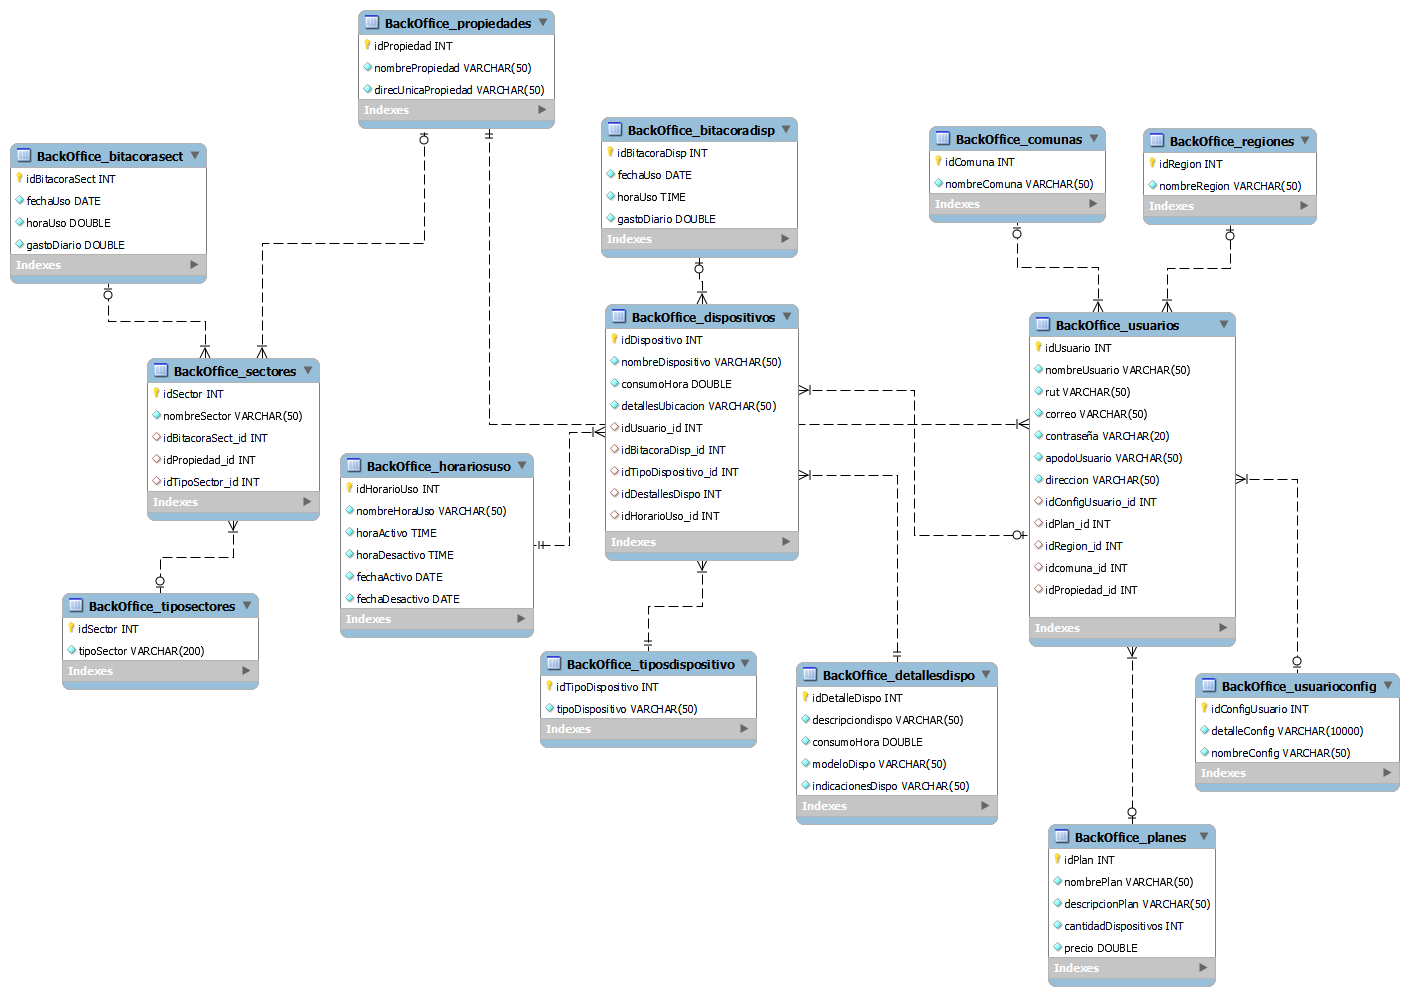 BackOffice_propiedades
idPropiedad INT
nombrePropiedad VARCHAR(50)
direcUnicaPropiedad VARCHAR(50)
Indexes
BackOffice_bitacorasect
idBitacoraSect INT
fechaUso DATE
horaUso DOUBLE
gastoDiario DOUBLE
Indexes
BackOffice_bitacoradisp
idBitacoraDisp INT
fechaUso DATE
horaUso TIME
gastoDiario DOUBLE
Indexes
BackOffice_comunas
idComuna INT
nombreComuna VARCHAR(50)
Indexes
BackOffice_regiones
idRegion INT
nombreRegion VARCHAR(50)
Indexes
BackOffice_sectores
idSector INT
nombreSector VARCHAR(50)
idBitacoraSect_id INT
idPropiedad_id INT
idTipoSector_id INT
Indexes
BackOffice_dispositivos
idDispositivo INT
nombreDispositivo VARCHAR(50)
consumoHora DOUBLE
detallesUbicacion VARCHAR(50)
idUsuario_id INT
idBitacoraDisp_id INT
idTipoDispositivo_id INT
idDestallesDispo INT
idHorarioUso_id INT
Indexes
BackOffice_usuarios
idUsuario INT
nombreUsuario VARCHAR(50)
rut VARCHAR(50)
correo VARCHAR(50)
contraseña VARCHAR(20)
apodoUsuario VARCHAR(50)
direccion VARCHAR(50)
idConfigUsuario_id INT
idPlan_id INT
idRegion_id INT
idcomuna_id INT
idPropiedad_id INT
Indexes
BackOffice_horariosuso
idHorarioUso INT
nombreHoraUso VARCHAR(50)
horaActivo TIME
horaDesactivo TIME
fechaActivo DATE
fechaDesactivo DATE
Indexes
BackOffice_tiposectores
idSector INT
tipoSector VARCHAR(200)
Indexes
BackOffice_tiposdispositivo
idTipoDispositivo INT
tipoDispositivo VARCHAR(50)
Indexes
BackOffice_detallesdispo
idDetalleDispo INT
descripciondispo VARCHAR(50)
consumoHora DOUBLE
modeloDispo VARCHAR(50)
indicacionesDispo VARCHAR(50)
Indexes
BackOffice_usuarioconfig
idConfigUsuario INT
detalleConfig VARCHAR(10000)
nombreConfig VARCHAR(50)
Indexes
BackOffice_planes
idPlan INT
nombrePlan VARCHAR(50)
descripcionPlan VARCHAR(50)
cantidadDispositivos INT
precio DOUBLE
Indexes